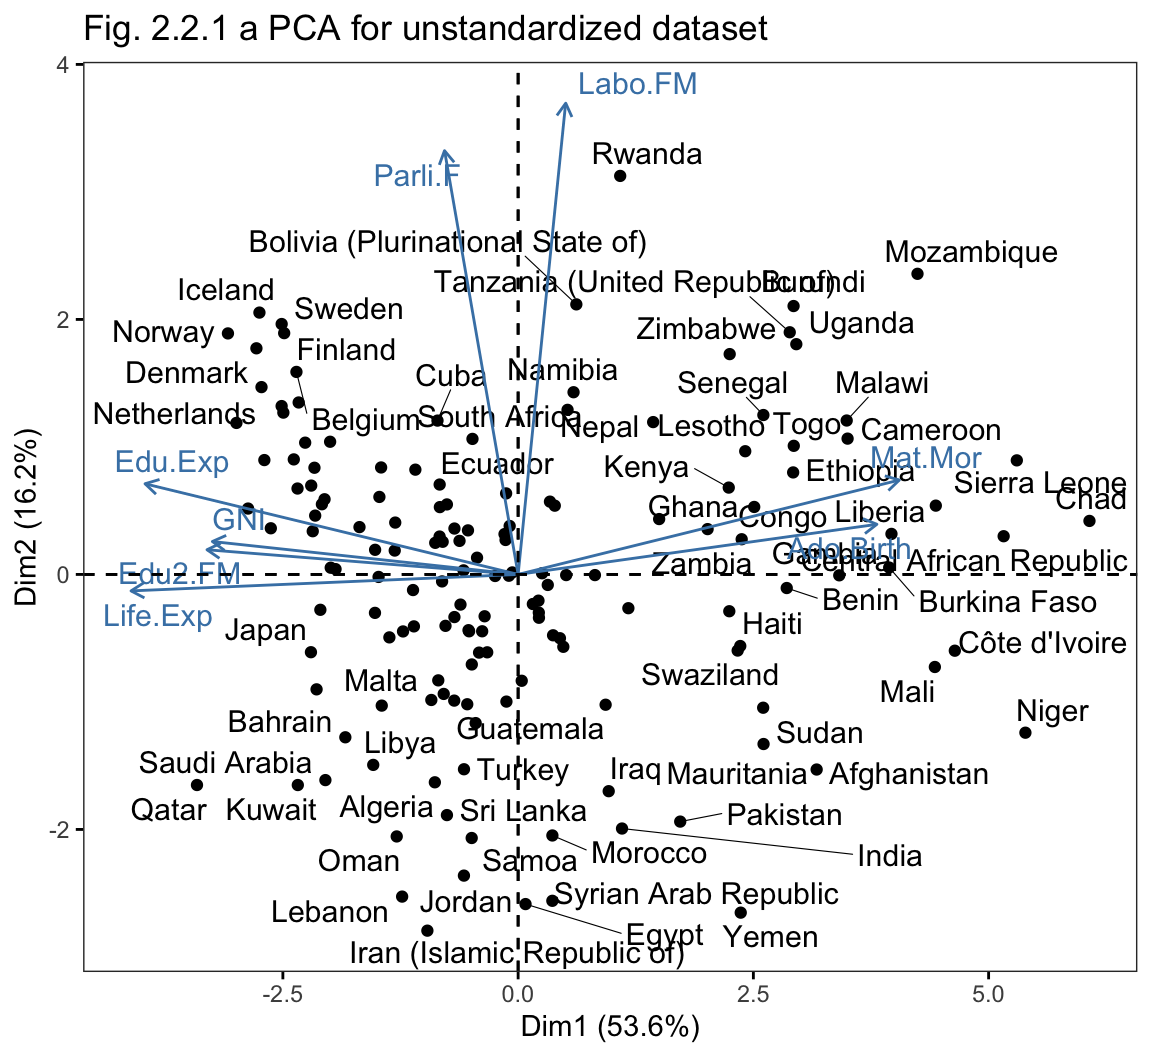 Fig. 2.2.1 a PCA for unstandardized dataset
4
Labo.FM
Rwanda
Parli.F
Bolivia (Plurinational State of)
Mozambique
Tanzania (United Republic of)
Burundi
Iceland
Sweden
2
Norway
Zimbabwe
Uganda
Finland
Denmark
Cuba
Namibia
Senegal
Malawi
Netherlands
Belgium
South Africa
Nepal
Lesotho
Togo
Cameroon
Edu.Exp
Ecuador
Kenya
Ethiopia
Mat.Mor
Sierra Leone
Chad
GNI
Ghana
Congo
Liberia
Ado.Birth
Gambia
Zambia
Central African Republic
Dim2 (16.2%)
0
Edu2.FM
Life.Exp
Benin
Burkina Faso
Japan
Haiti
Côte d'Ivoire
Malta
Swaziland
Mali
Bahrain
Guatemala
Niger
Libya
Sudan
Saudi Arabia
Turkey
Iraq
Mauritania
Afghanistan
Qatar
Kuwait
Algeria
Sri Lanka
Pakistan
-2
Oman
Samoa
Morocco
India
Lebanon
Jordan
Syrian Arab Republic
Egypt
Yemen
Iran (Islamic Republic of)
-2.5
0.0
2.5
5.0
Dim1 (53.6%)